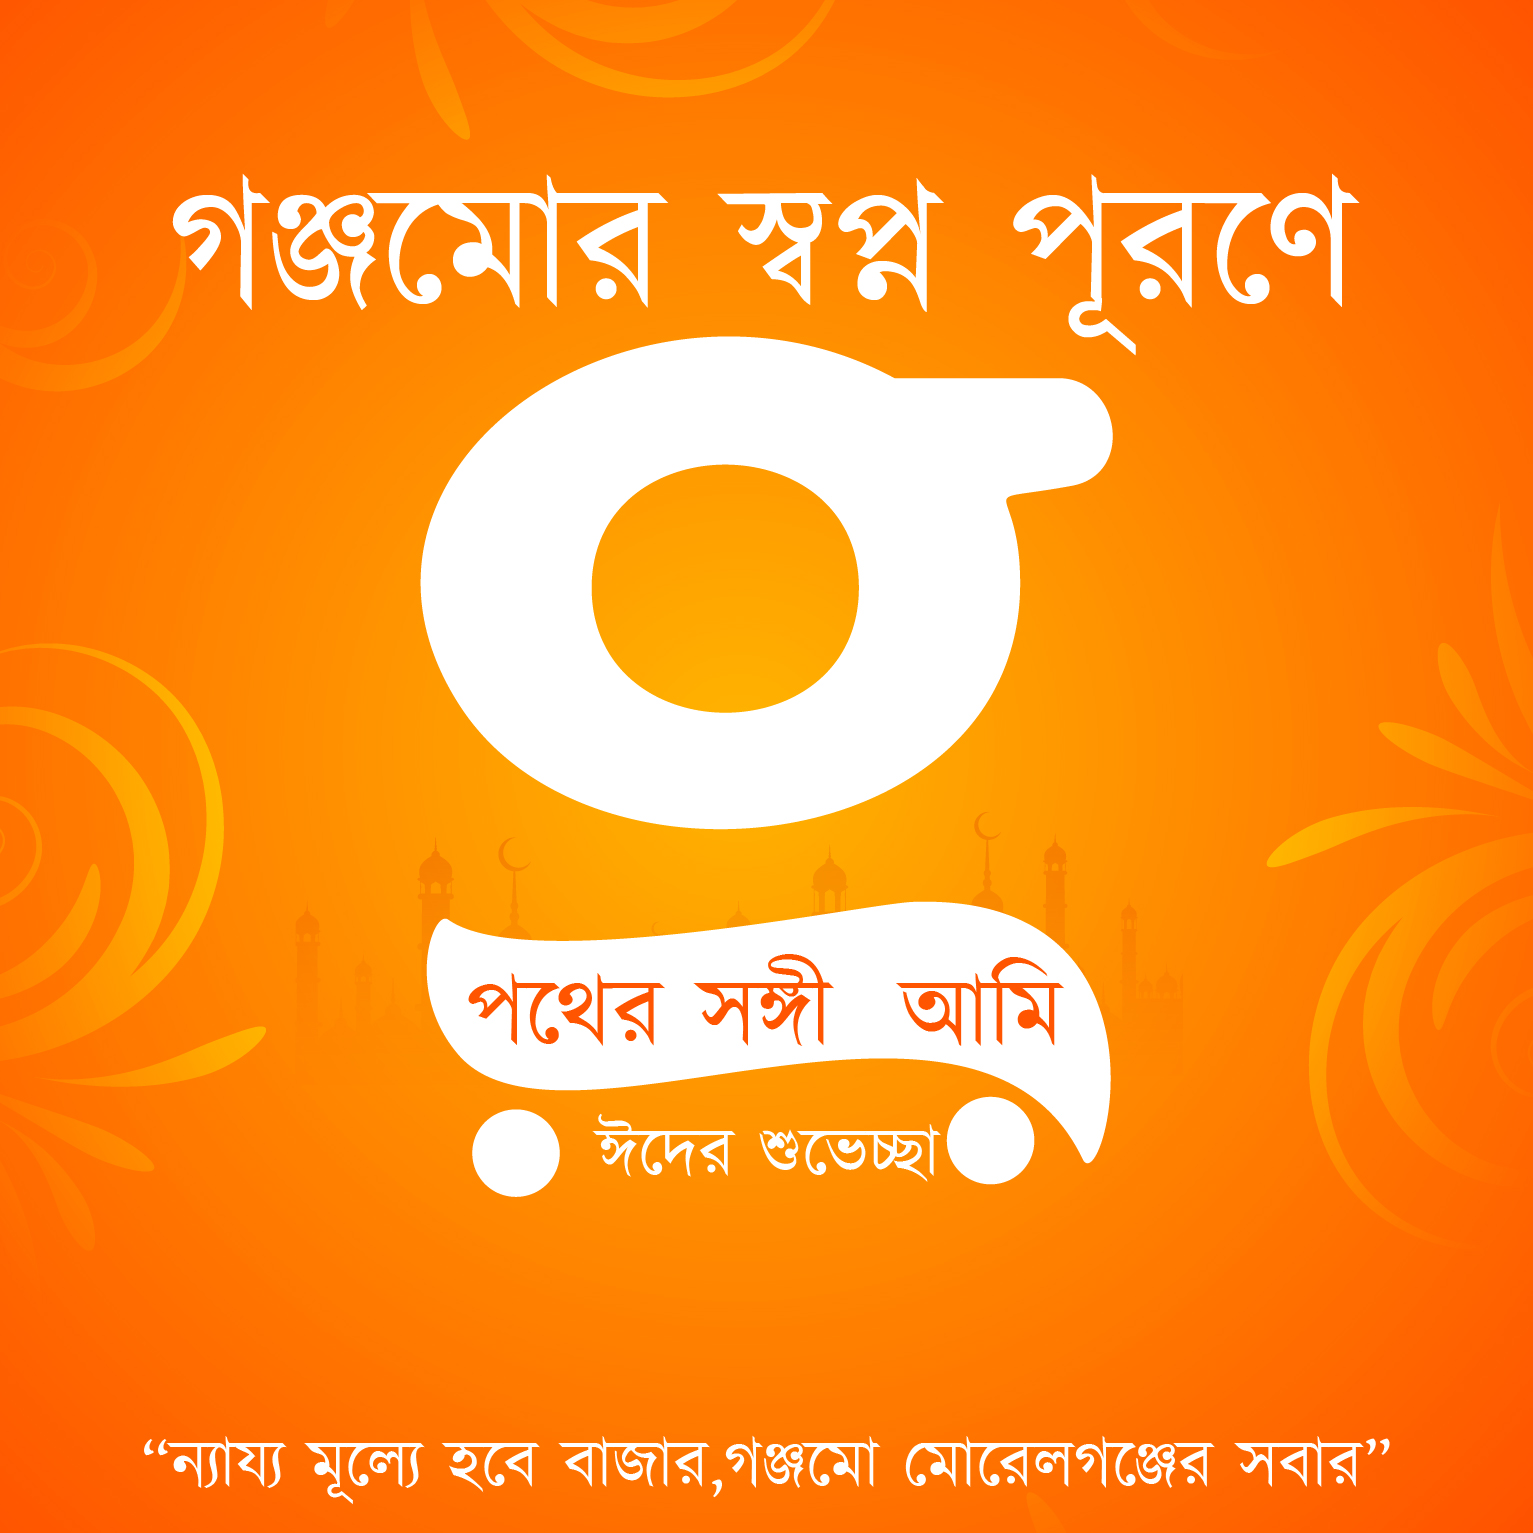 গঞ্জমোর স্বপ্ন পূরণে
পথের সঙ্গী আমি
ঈদের শুভেচ্ছা
“ন্যায্য মূল্যে হবে বাজার,গঞ্জমো মোরেলগঞ্জের সবার”